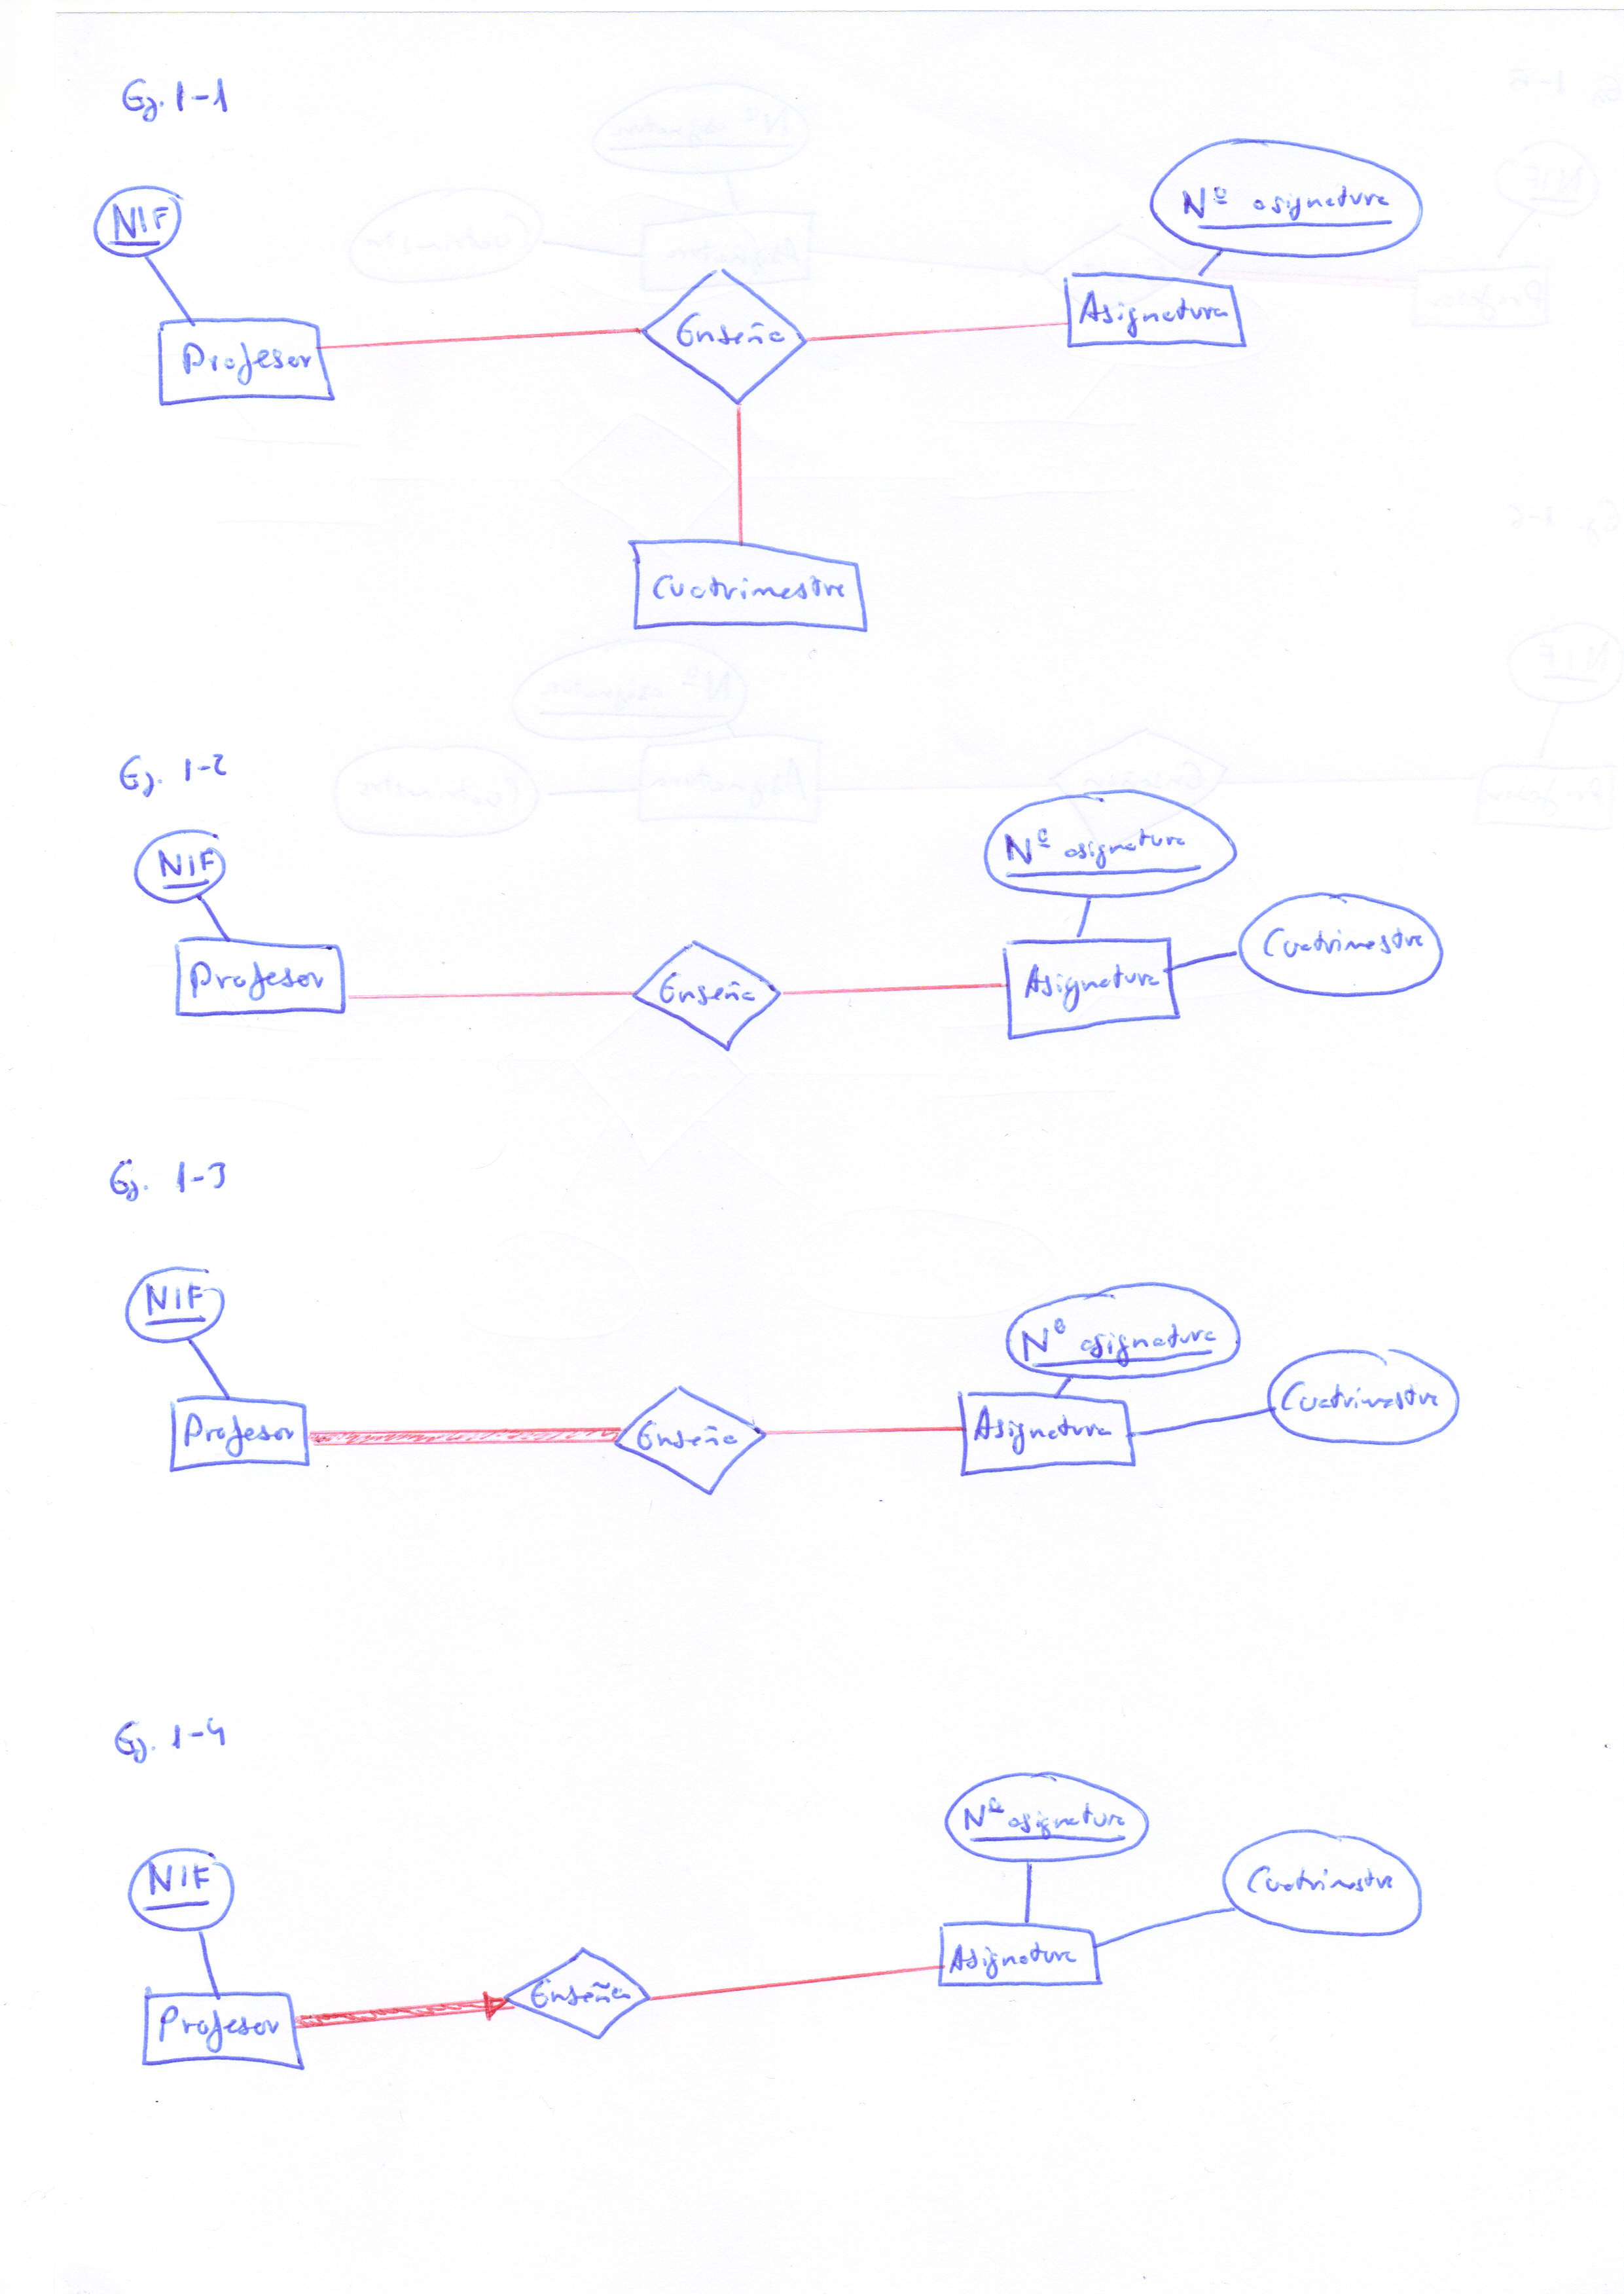 Ej. 1-1
NIF
Nº asignatura
Profesor
Enseña
Asignatura
Cuatrimestre
Ej. 1-2
NIF
Nº asignatura
Cuatrimestre
Profesor
Enseña
Asignatura
Ej. 1-3
NIF
Nº asignatura
Cuatrimestre
Profesor
Enseña
Asignatura
Ej. 1-4
NIF
Nº asignatura
Cuatrimestre
Profesor
Enseña
Asignatura